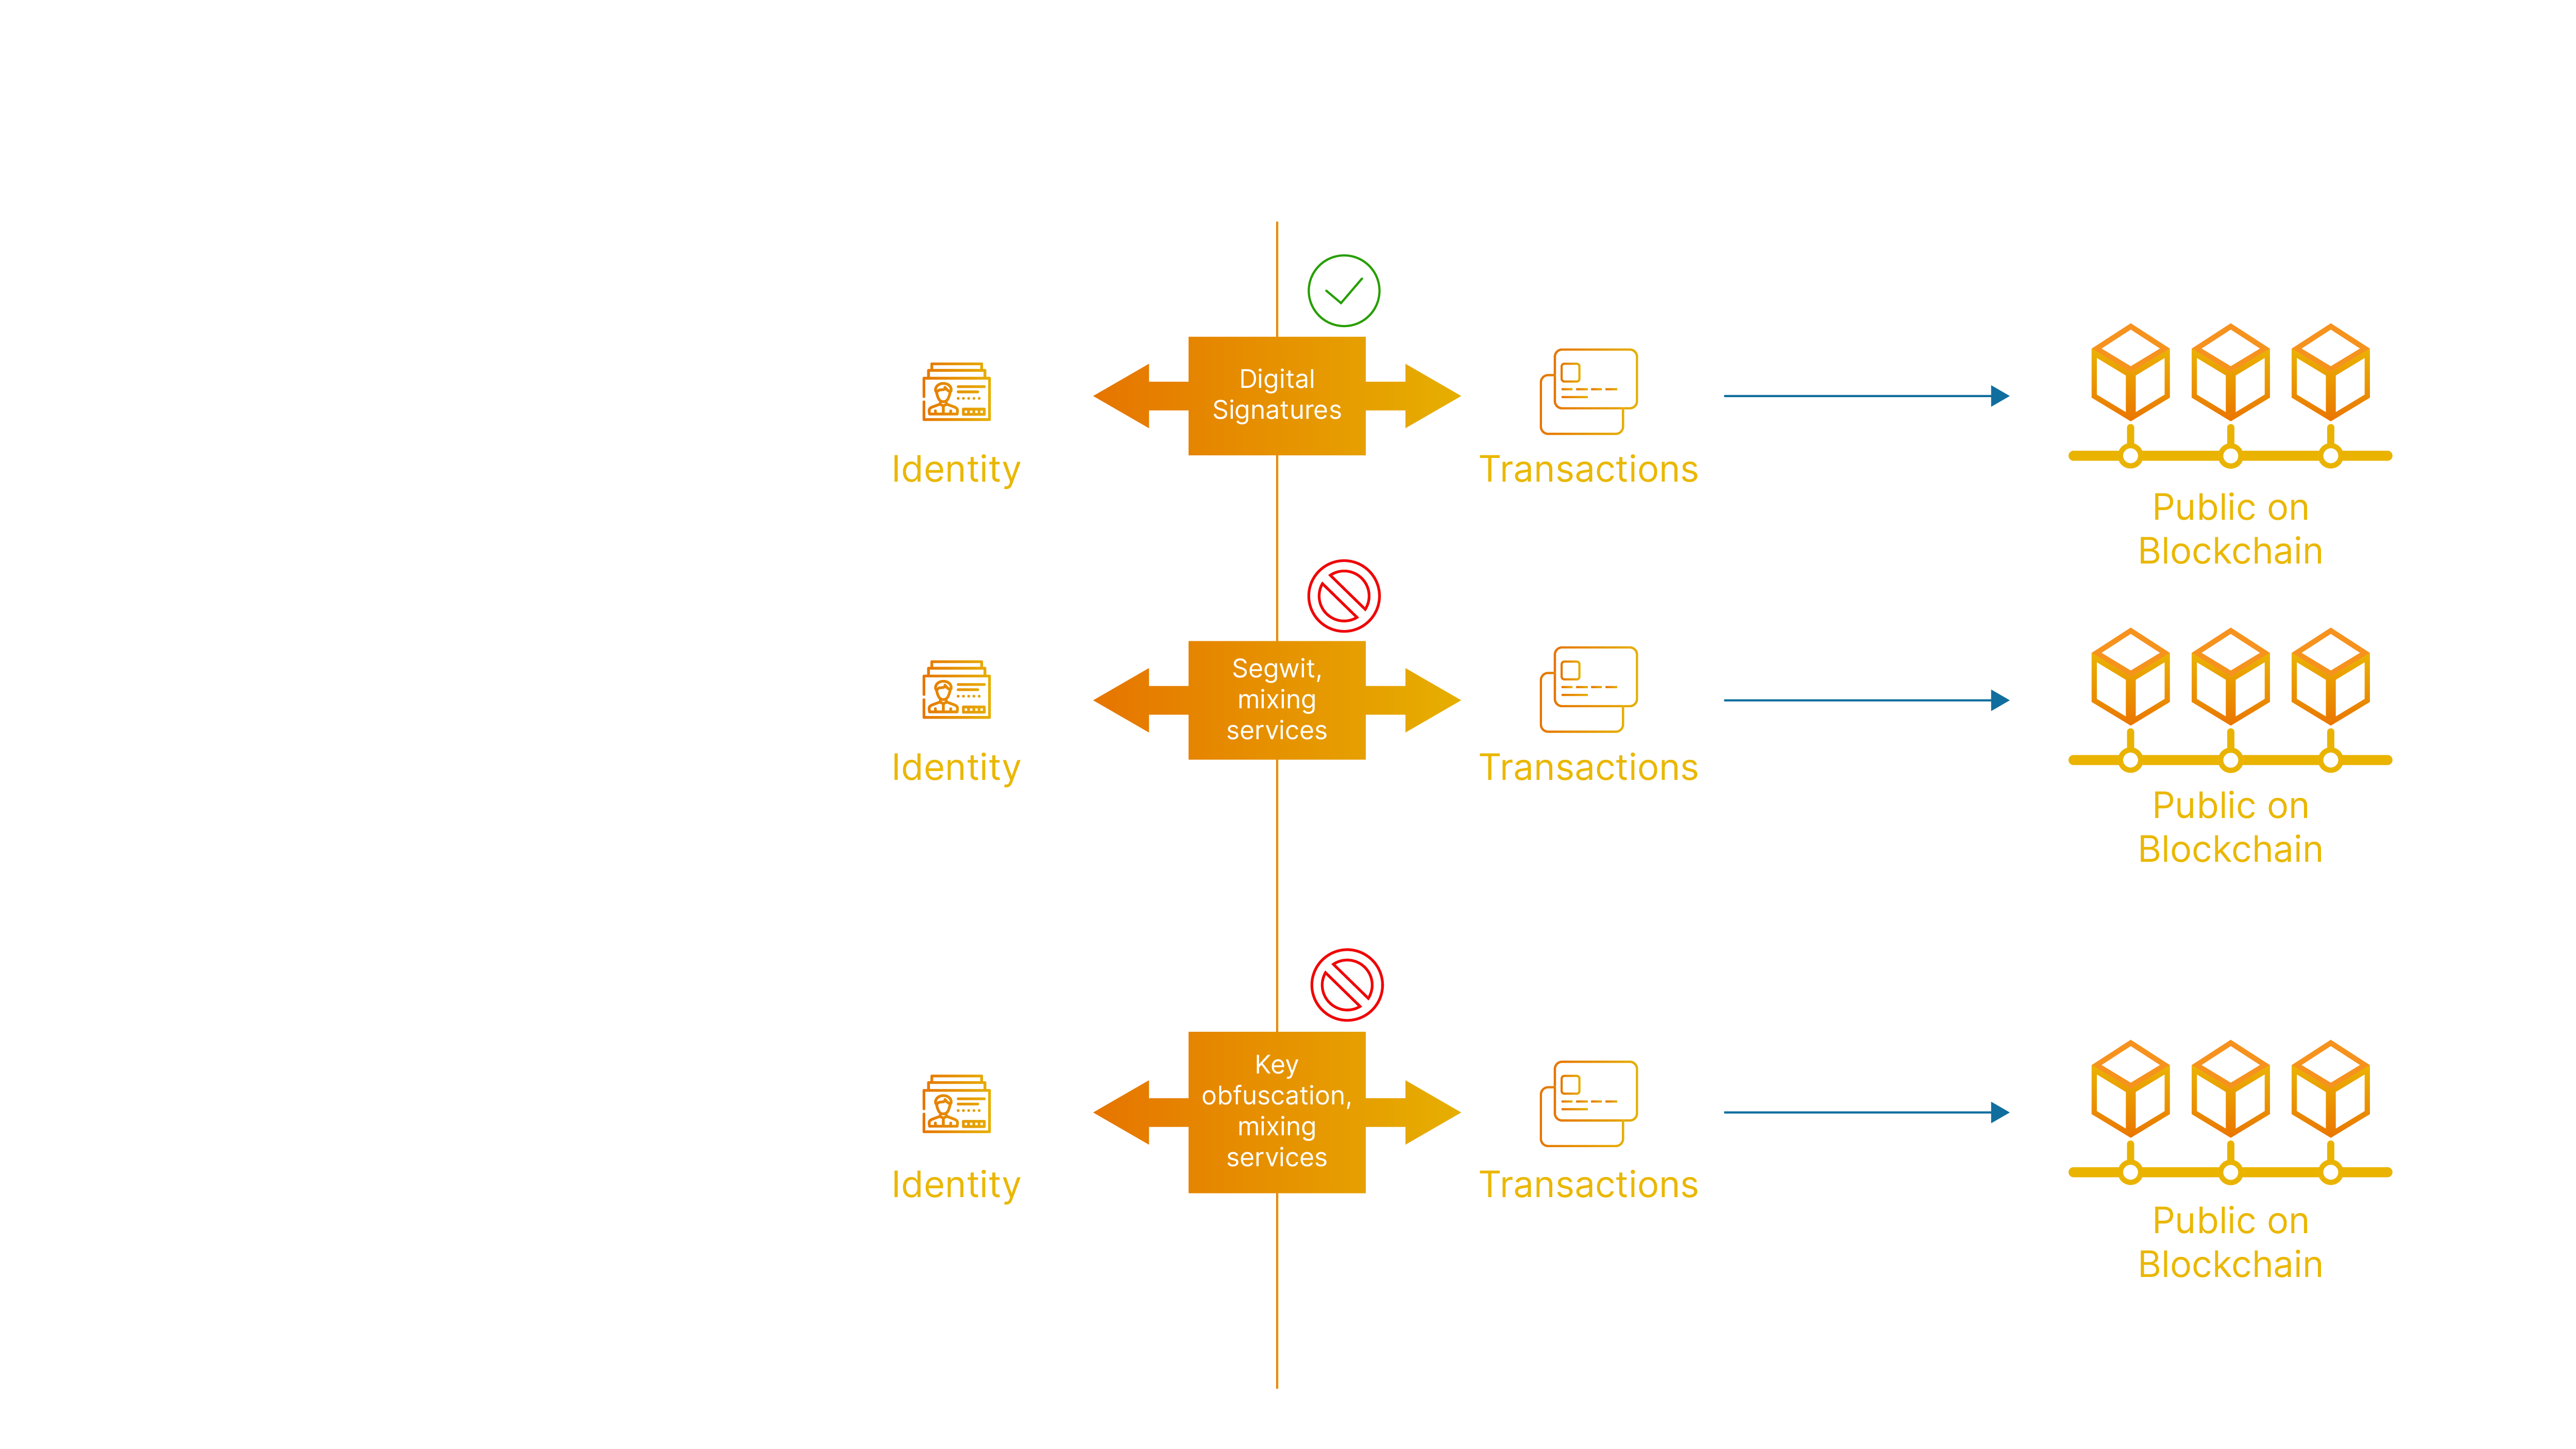 Digital
Signatures
Identity
Transactions
Public on
Blockchain
Segwit,
mixing
services
Identity
Transactions
Public on
Blockchain
Key
obfuscation,
mixing
services
Identity
Transactions
Public on
Blockchain